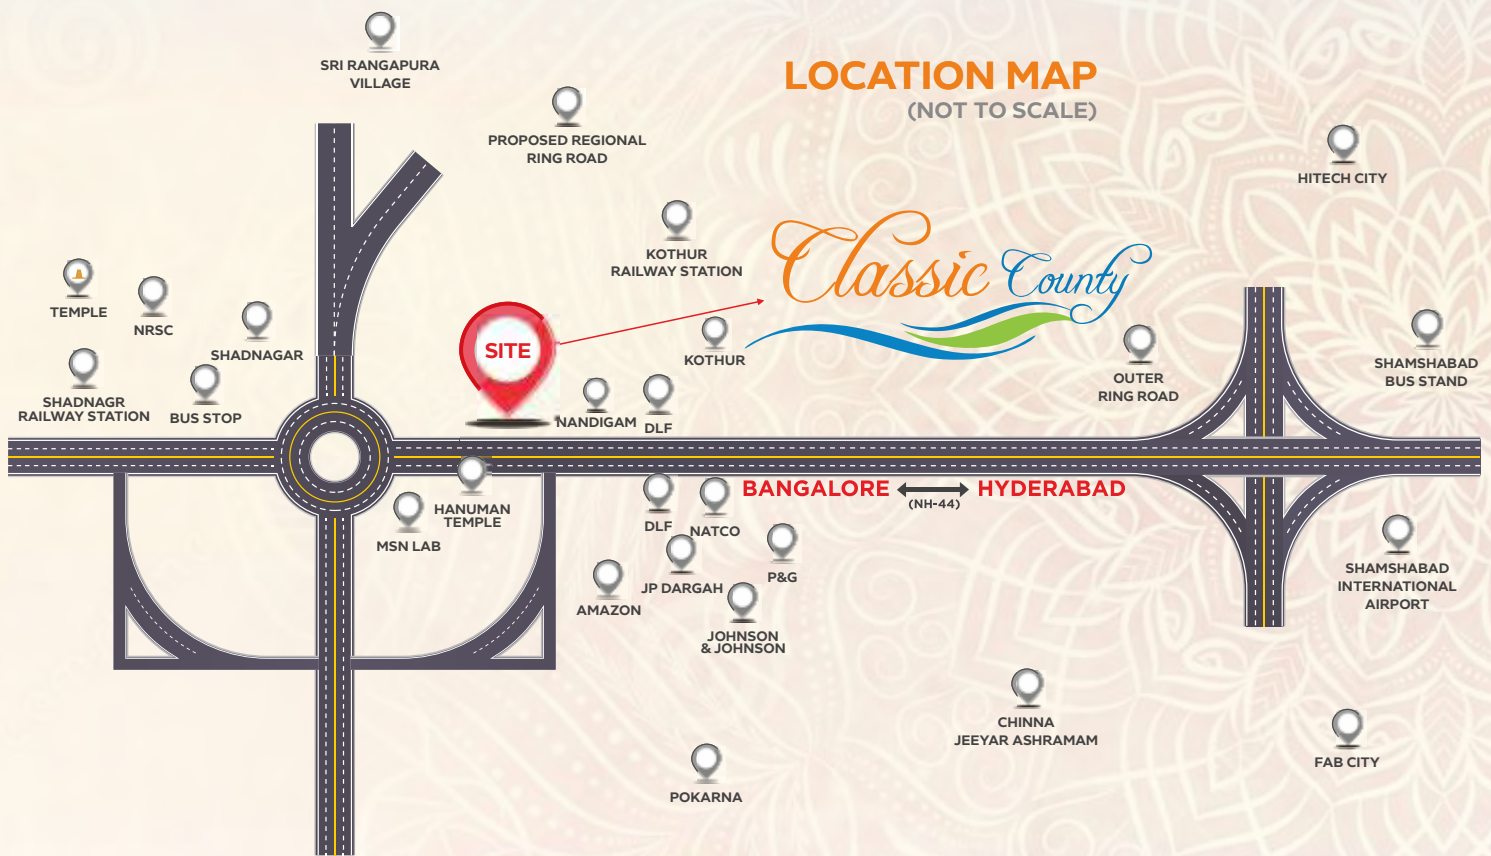 SRI RANGAPURA
VILLAGE
LOCATION MAP
(NOT TO SCALE)
PROPOSED REGIONAL
RING ROAD
HITECH CITY
KOTHUR
RAILWAY STATION
Classic County
TEMPLE
NRSC
SHADNAGAR
SITE
KOTHUR
OUTER
RING ROAD
SHAMSHABAD
BUS STAND
SHADNAGR
RAILWAY STATION
BUS STOP
NANDIGAM
DLF
BANGALORE
HYDERABAD
(NH-44)
HANUMAN
TEMPLE
MSN LAB
DLF
NATCO
P&G
JP DARGAH
AMAZON
JOHNSON
& JOHNSON
SHAMSHABAD
INTERNATIONAL
AIRPORT
CHINNA
JEEYAR ASHRAMAM
FAB CITY
POKARNA